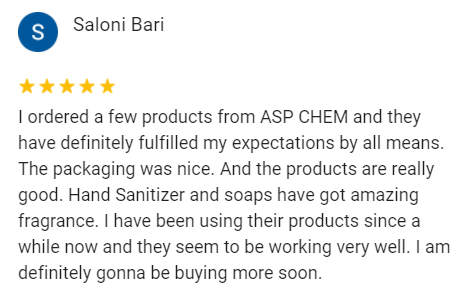 S
Saloni Bari
I ordered a few products from ASP CHEM and they
have definitely fulfilled my expectations by all means.
The packaging was nice. And the products are really
good. Hand Sanitizer and soaps have got amazing
fragrance. I have been using their products since a
while now and they seem to be working very well. I am
definitely gonna be buying more soon.